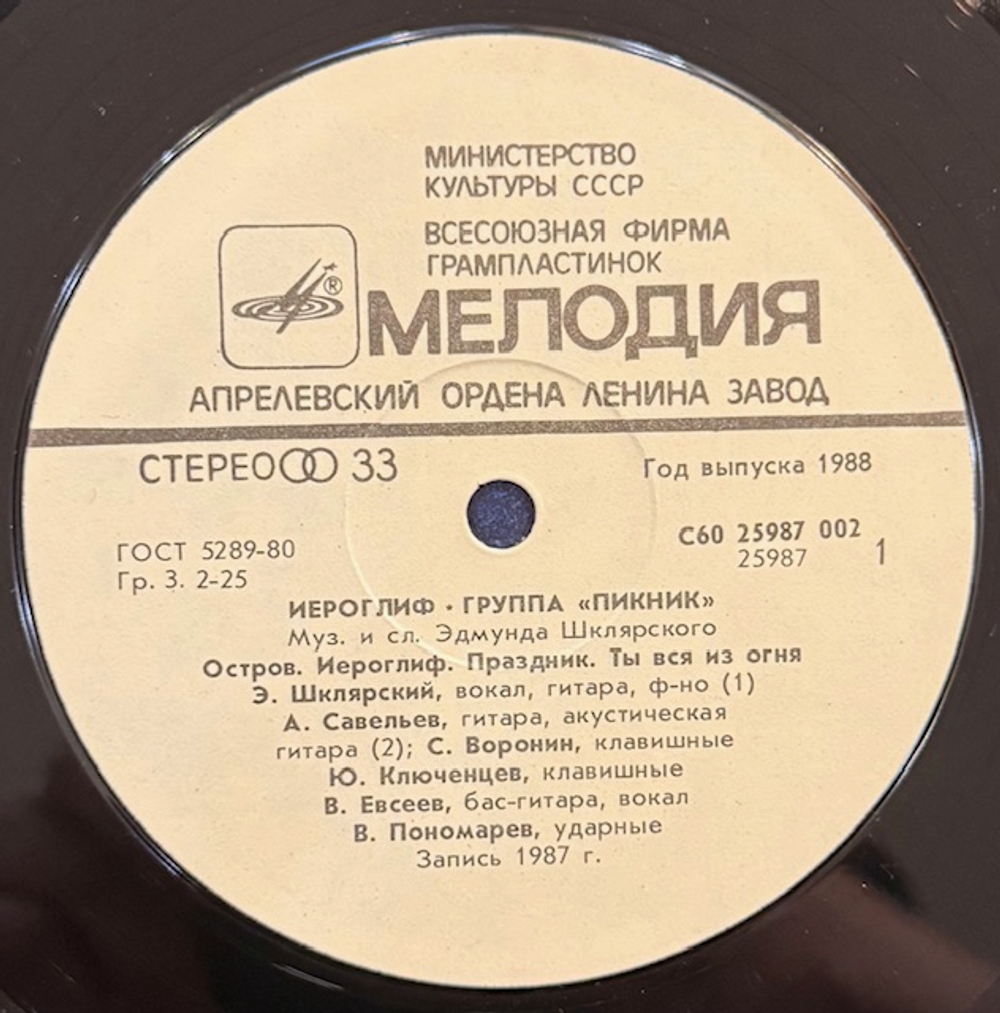 МИНИСТЕРСТВО
КУЛЬТУРЫ СССР
ВСЕСОЮЗНАЯ ФИРМА
ГРАМПЛАСТИНОК
®
МЕЛОДИЯ
АПРЕЛЕВСКИЙ ОРДЕНА ЛЕНИНА ЗАВОД
СТЕРЕО 33
Год выпуска 1988
ГОСТ 5289-80
Гр. 3. 2-25
С60 25987 002
25987
1
ИЕРОГЛИФ · ГРУППА «ПИКНИК»
Муз. и сл. Эдмунда Шклярского
Остров. Иероглиф. Праздник. Ты вся из огня
Э. Шклярский, вокал, гитара, ф-но (1)
А. Савельев, гитара, акустическая
гитара (2); С. Воронин, клавишные
Ю. Ключенцев, клавишные
В. Евсеев, бас-гитара, вокал
В. Пономарев, ударные
Запись 1987 г.